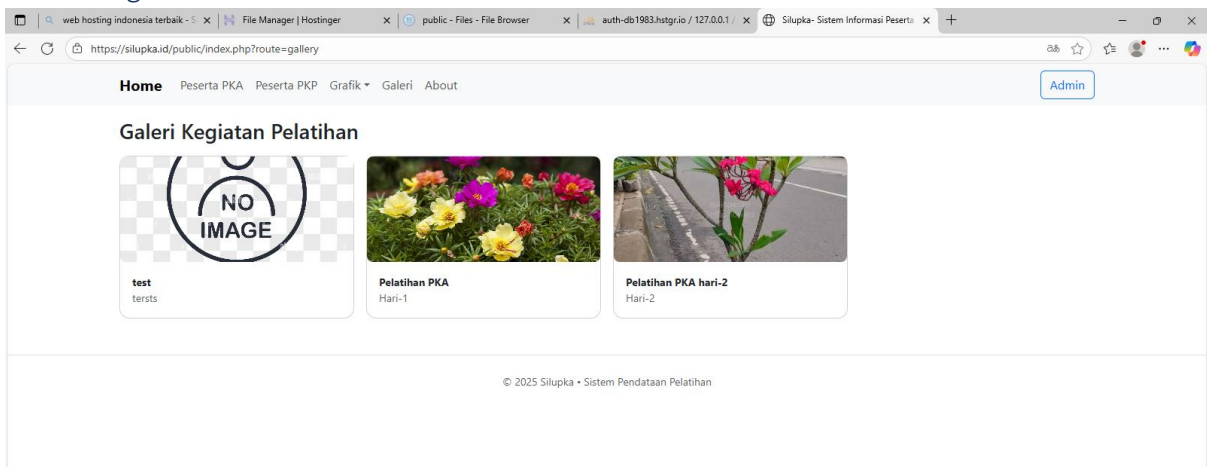 web hosting indonesia terbaik - S
File Manager | Hostinger
public - Files - File Browser
auth-db1983.hstgr.io / 127.0.0.1 /
Silupka- Sistem Informasi Peserta
https://silupka.id/public/index.php?route=gallery
Home Peserta PKA Peserta PKP Grafik Galeri About Admin
Galeri Kegiatan Pelatihan
NO
IMAGE
test
tersts
Pelatihan PKA
Hari-1
Pelatihan PKA hari-2
Hari-2
© 2025 Silupka • Sistem Pendataan Pelatihan